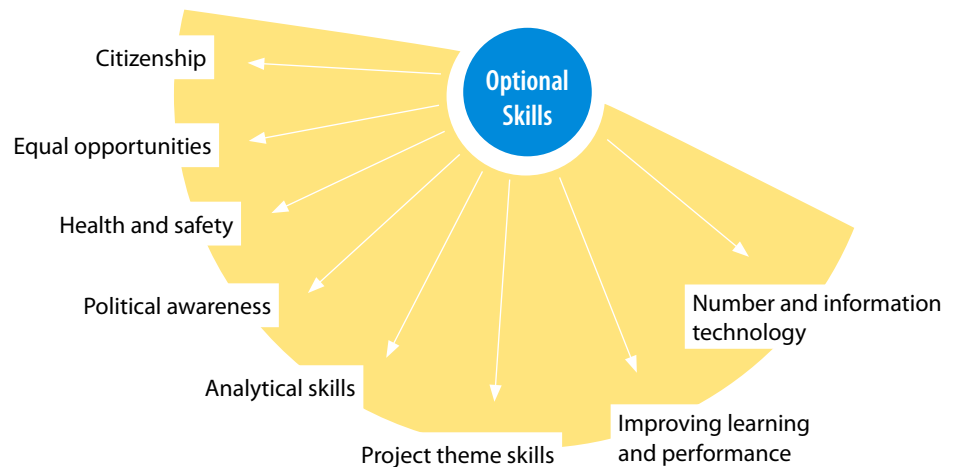 Optional
Skills
Citizenship
Equal opportunities
Health and safety
Political awareness
Analytical skills
Project theme skills
Improving learning
and performance
Number and information
technology